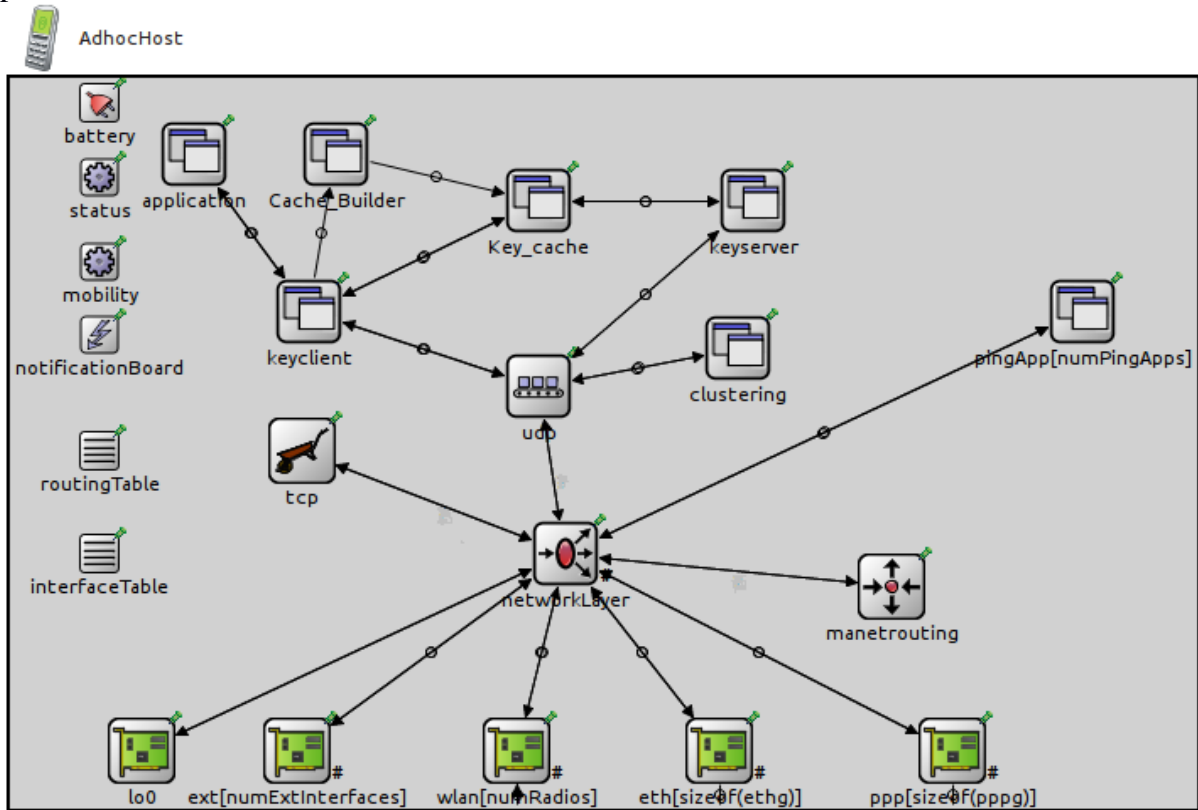 AdhocHost
battery
status
application
Cache_Builder
Key_cache
keyserver
mobility
notificationBoard
keyclient
pingApp[numPingApps]
clustering
udp
routingTable
tcp
interfaceTable
networkLayer
#
manetrouting
#
#
#
#
lo0
ext[numExtInterfaces]
wlan[numRadios]
eth[sizeof(ethg)]
ppp[sizeof(pppg)]